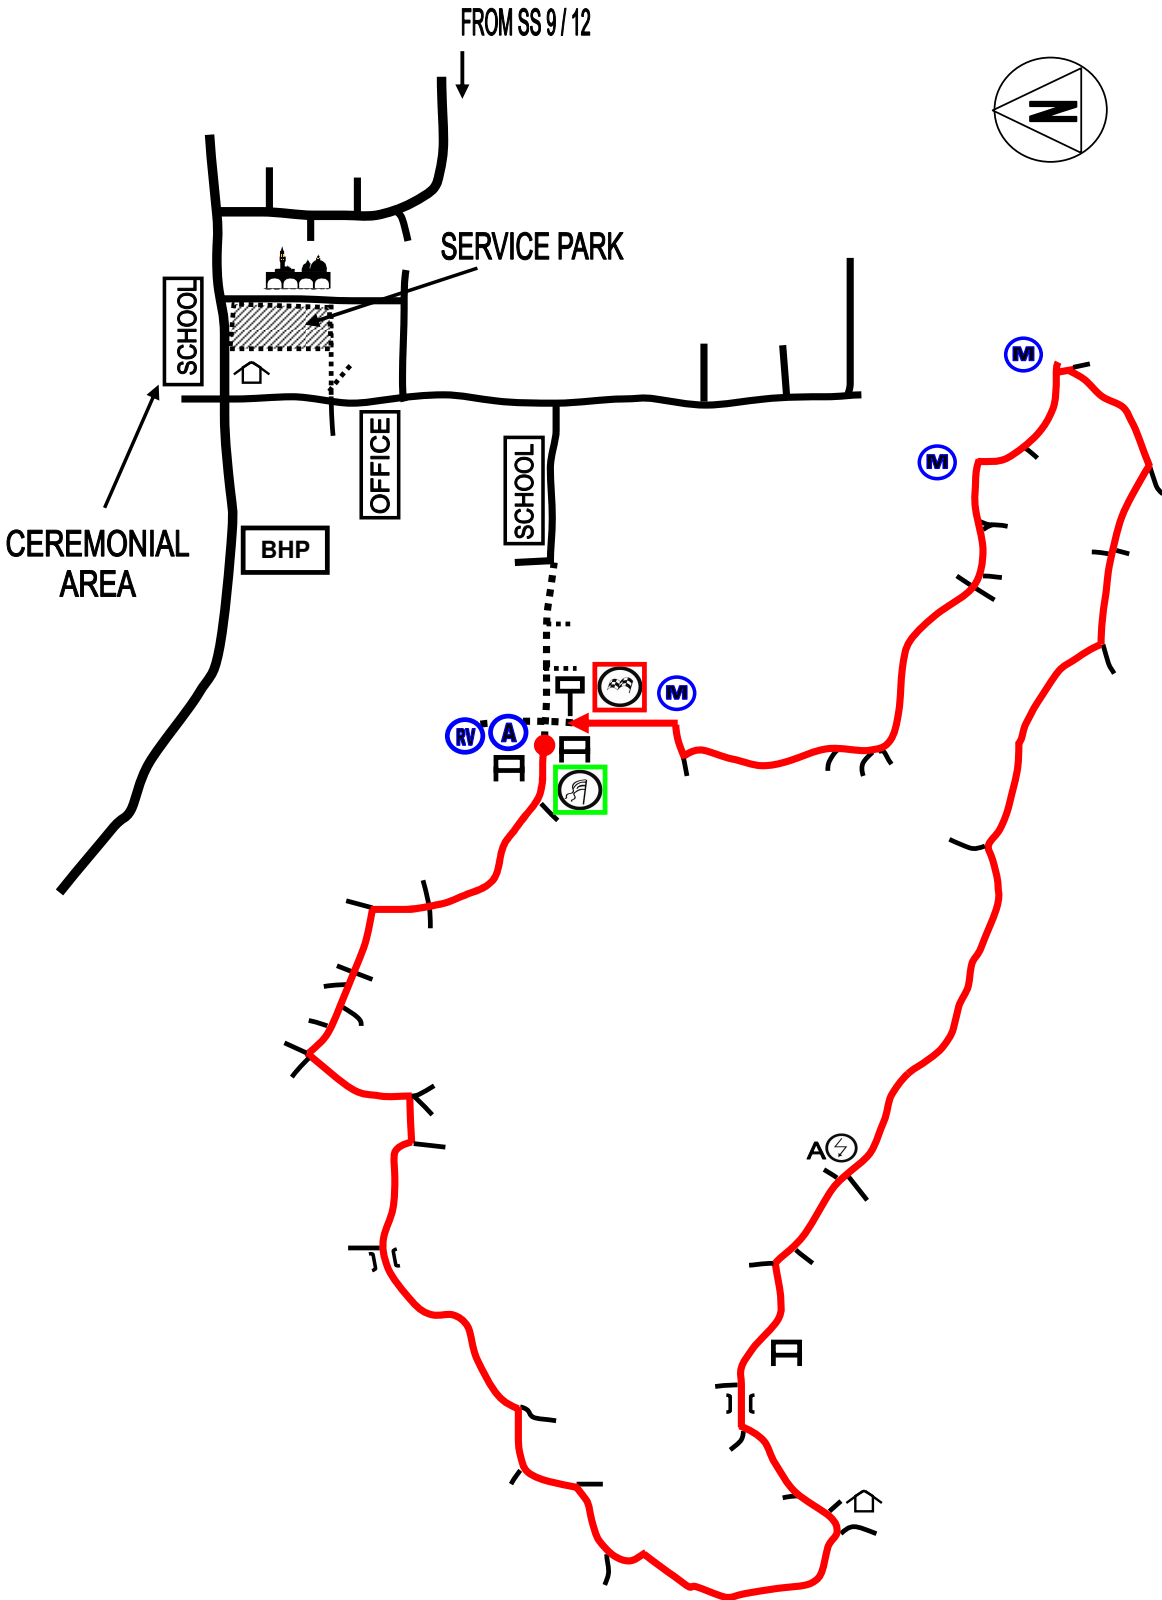 FROM SS 9 / 12
N
SERVICE PARK
SCHOOL
M
OFFICE
SCHOOL
M
CEREMONIAL
AREA
BHP
M
RV
A
A